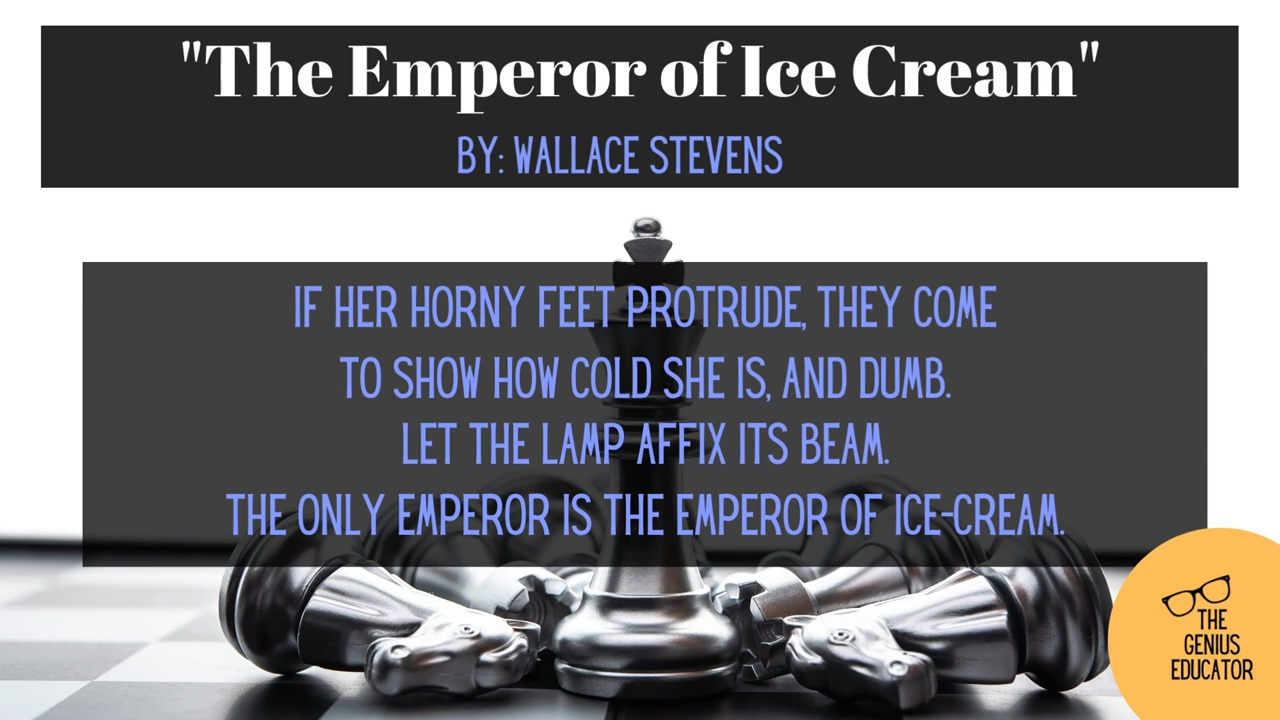 "The Emperor of Ice Cream"
BY: WALLACE STEVENS
IF HER HORNY FEET PROTRUDE, THEY COME
TO SHOW HOW COLD SHE IS, AND DUMB.
LET THE LAMP AFFIX ITS BEAM.
THE ONLY EMPEROR IS THE EMPEROR OF ICE-CREAM.
THE
GENIUS
EDUCATOR